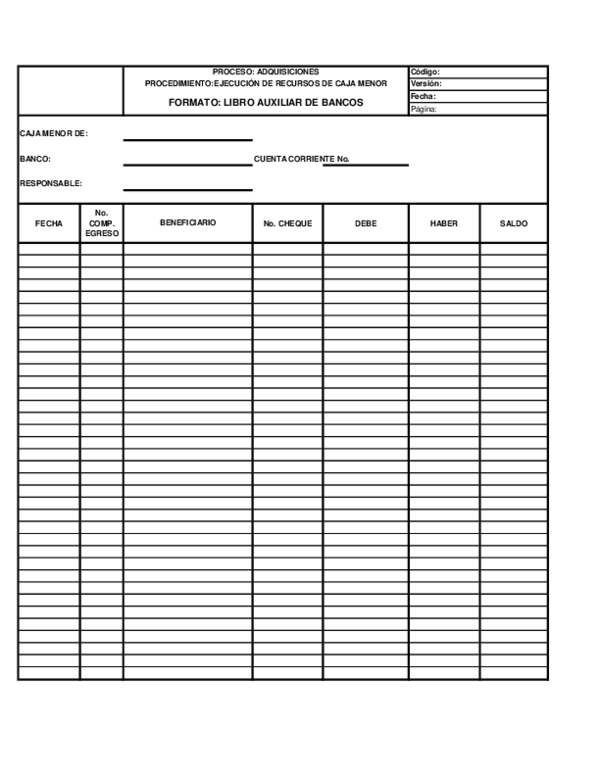 PROCESO: ADQUISICIONES
Código:
PROCEDIMIENTO:EJECUCIÓN DE RECURSOS DE CAJA MENOR
Versión:
FORMATO: LIBRO AUXILIAR DE BANCOS
Fecha:
Página:
CAJA MENOR DE:
BANCO:
CUENTA CORRIENTE No.
RESPONSABLE:
FECHA
No.
COMP.
EGRESO
BENEFICIARIO
No. CHEQUE
DEBE
HABER
SALDO